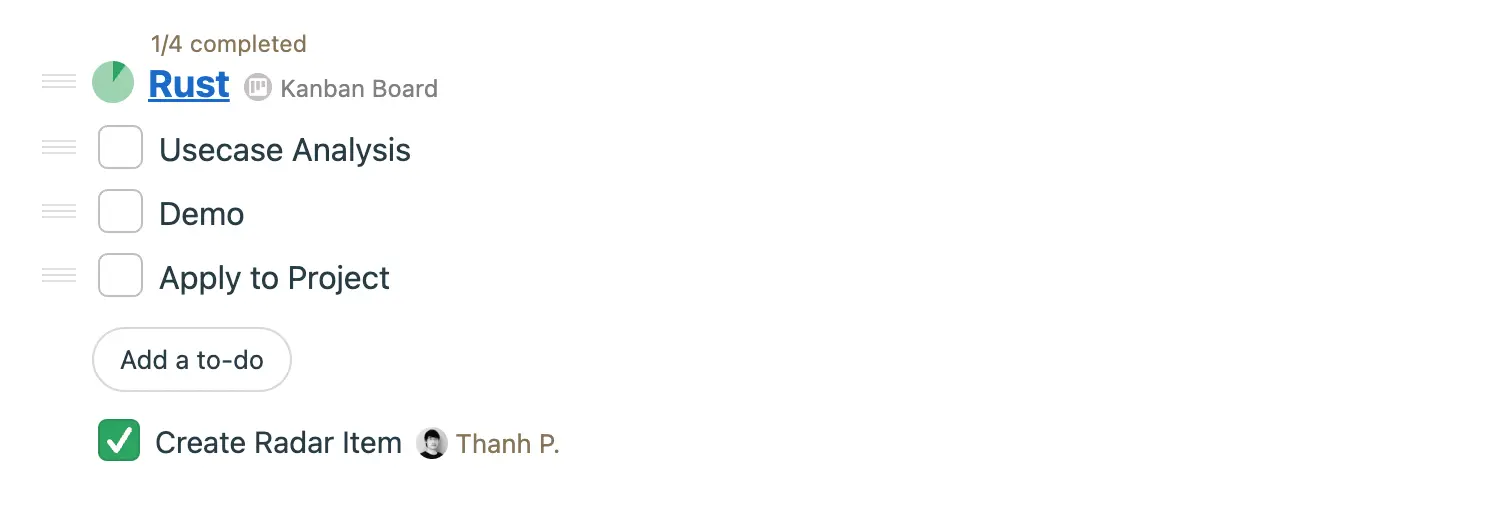 1/4 completed
Rust Kanban Board
Usecase Analysis
Demo
Apply to Project
Add a to-do
Create Radar Item Thanh P.